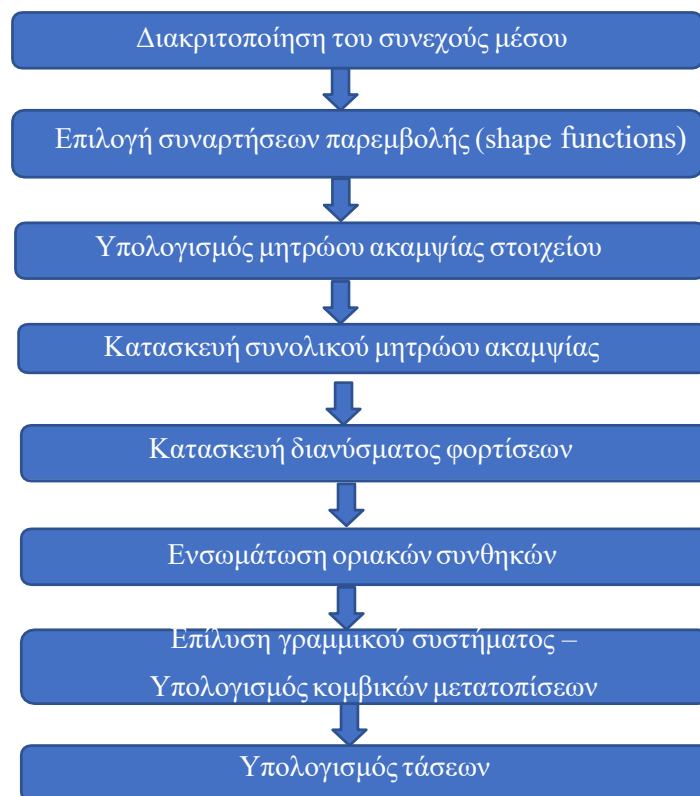 Διακριτοποίηση του συνεχούς μέσου
Επιλογή συναρτήσεων παρεμβολής (shape functions)
Υπολογισμός μητρώου ακαμψίας στοιχείου
Κατασκευή συνολικού μητρώου ακαμψίας
Κατασκευή διανύσματος φορτίσεων
Ενσωμάτωση οριακών συνθηκών
Επίλυση γραμμικού συστήματος –
Υπολογισμός κομβικών μετατοπίσεων
Υπολογισμός τάσεων